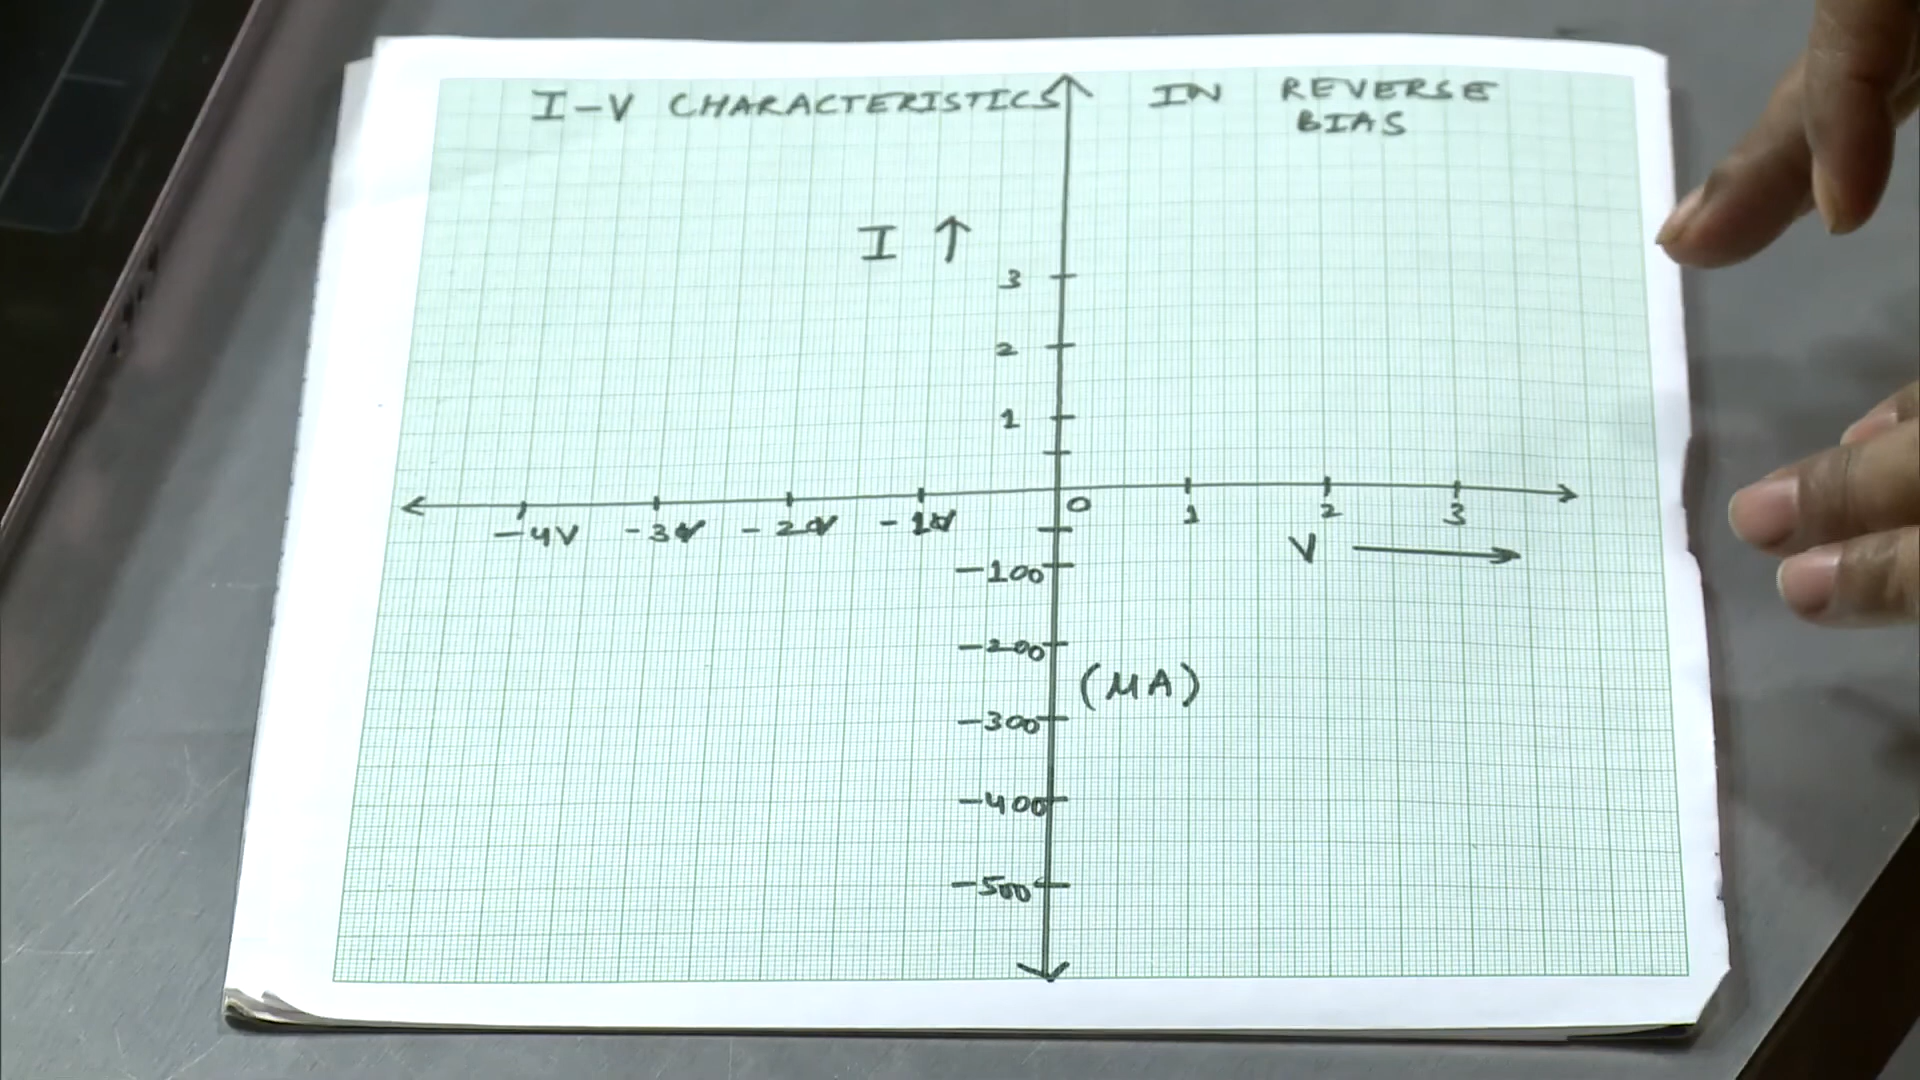 I-V CHARACTERISTICS IN REVERSE
BIAS
I ↑
3
2
1
-4V -3V -2V -1V 0 1 2 3
V →
-100
-200
(μA)
-300
-400
-500